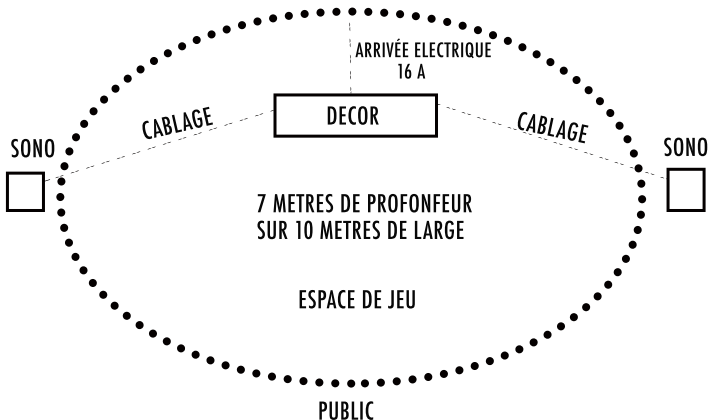 ARRIVÉE ELECTRIQUE
16 A
DECOR
CABLAGE
CABLAGE
SONO
SONO
7 METRES DE PROFONFEUR
SUR 10 METRES DE LARGE
ESPACE DE JEU
PUBLIC